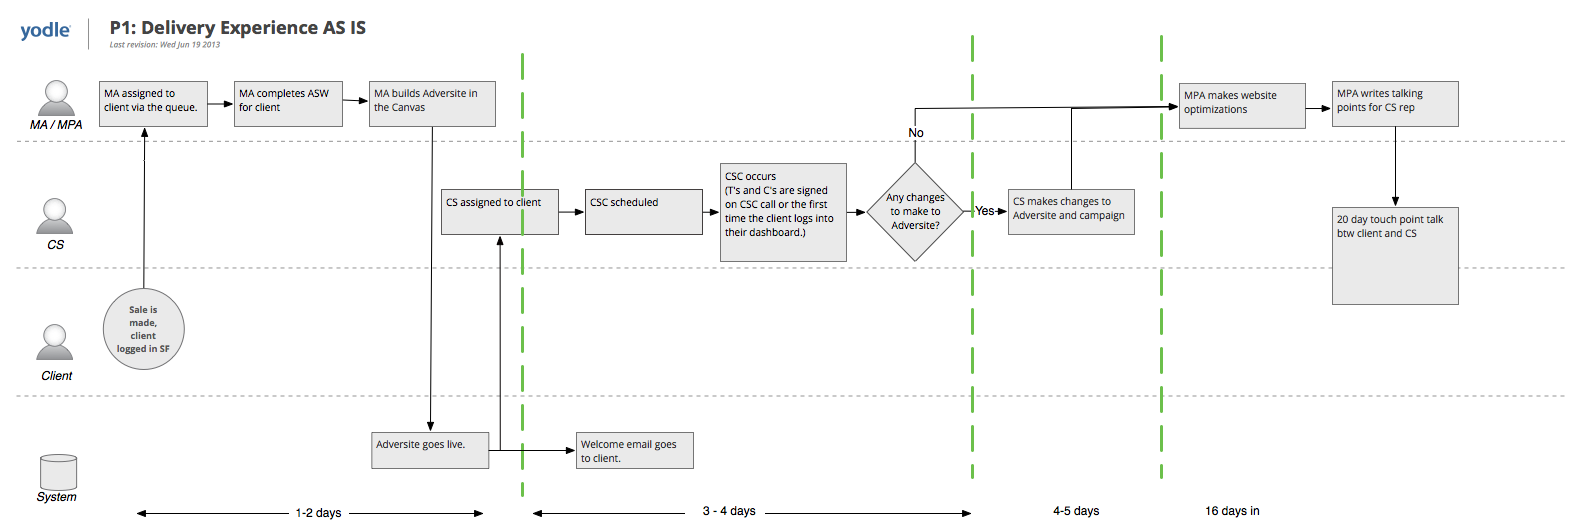 yodle
P1: Delivery Experience AS IS
Last revision: Wed Jun 19 2013
MA / MPA
MA assigned to
client via the queue.
MA completes ASW
for client
MA builds Adversite in
the Canvas
MPA makes website
optimizations
MPA writes talking
points for CS rep
No
CS
CS assigned to client
CSC scheduled
CSC occurs
(T's and C's are signed
on CSC call or the first
time the client logs into
their dashboard.)
Any changes
to make to
Adversite?
Yes
CS makes changes to
Adversite and campaign
20 day touch point talk
btw client and CS
Client
Sale is
made,
client
logged in SF
System
Adversite goes live.
Welcome email goes
to client.
1-2 days
3 - 4 days
4-5 days
16 days in